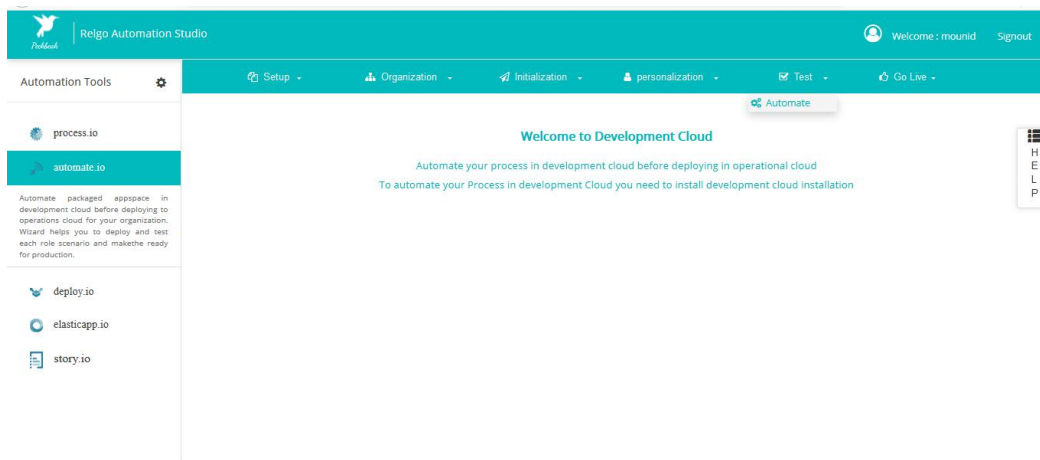 Relgo Automation Studio
Welcome : mounid
Signout
Automation Tools
Setup
Organization
Initialization
personalization
Test
Go Live
Automate
process.io
automate.io
Automate packaged appspace in
development cloud before deploying to
operations cloud for your organization.
Wizard helps you to deploy and test
each role scenario and makethe ready
for production.
deploy.io
elasticapp.io
story.io
Welcome to Development Cloud
Automate your process in development cloud before deploying in operational cloud
To automate your Process in development Cloud you need to install development cloud installation
H
E
L
P